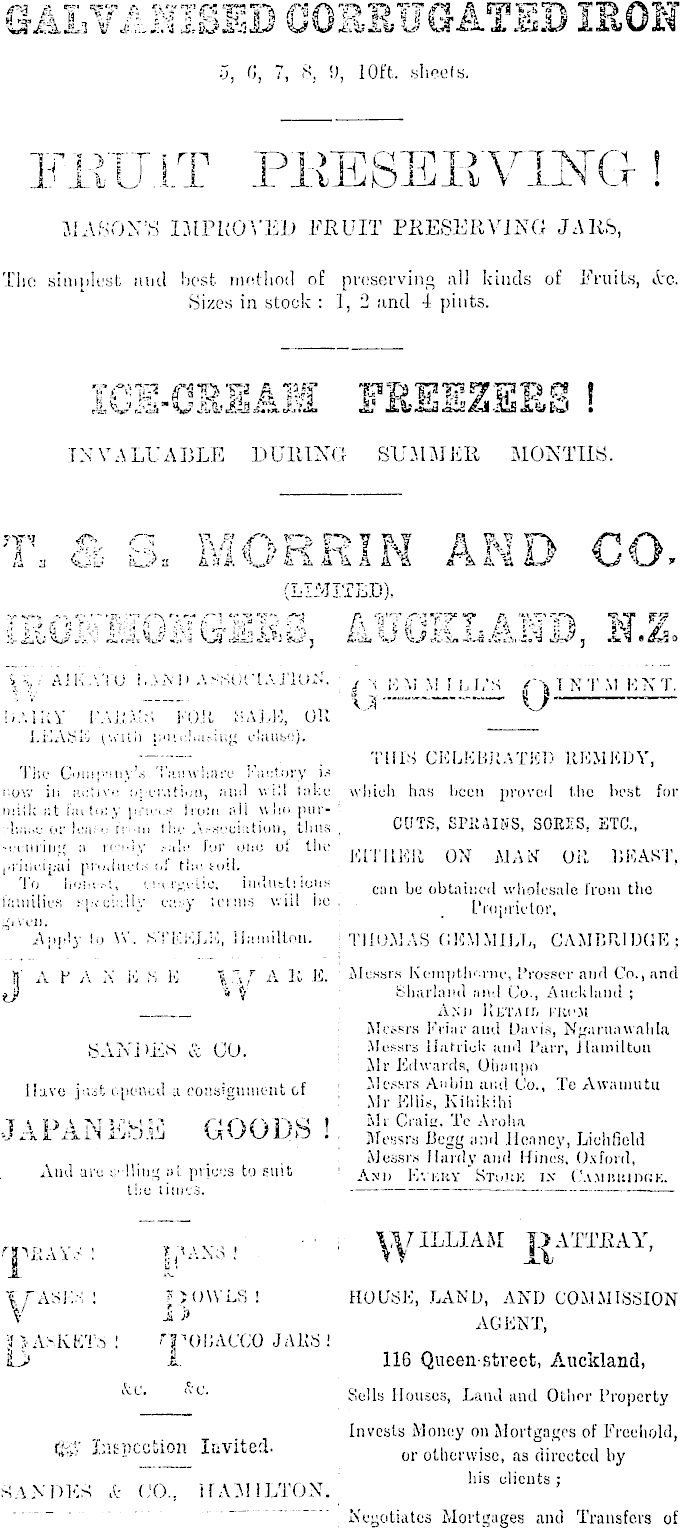 GALVANISED CORRUGATED IRON
5, 6, 7, 8, 9, 10ft. sheets.
FRUIT PRESERVING!
MASON'S IMPROVED FRUIT PRESERVING JARS,
The simplest and best method of preserving all kinds of Fruits, &c.
Sizes in stock: 1, 2 and 4 pints.
ICE-CREAM FREEZERS!
INVALUABLE DURING SUMMER MONTHS.
T. & S. MORRIN AND CO.
(LIMITED).
IRONMONGERS, AUCKLAND, N.Z.
WAIKATO LAND ASSOCIATION.
DAIRY FARMS FOR SALE, OR
LEASE (with purchasing clause).
The Company's Tauwhare Factory is
now in active operation, and will take
milk at factory prices from all who pur-
chase or lease from the Association, thus
securing a ready sale for one of the
principal products of the soil.
To honest, energetic, industrious
families specially easy terms will be
given.
Apply to W. STEELE, Hamilton.
JAPANESE WARE.
SANDES & CO.
Have just opened a consignment of
JAPANESE GOODS!
And are selling at prices to suit
the times.
TRAYS! FANS!
VASES! BOWLS!
BASKETS! TOBACCO JARS!
&c. &c.
Inspection Invited.
SANDES & CO., HAMILTON.
GEMMILL'S OINTMENT.
THIS CELEBRATED REMEDY,
which has been proved the best for
CUTS, SPRAINS, SORES, ETC.,
EITHER ON MAN OR BEAST,
can be obtained wholesale from the
Proprietor,
THOMAS GEMMILL, CAMBRIDGE;
Messrs Kempthorne, Prosser and Co., and
Sharland and Co., Auckland;
AND RETAIL FROM
Messrs Friar and Davis, Ngaruawahia
Messrs Hatrick and Parr, Hamilton
Mr Edwards, Ohaupo
Messrs Aubin and Co., Te Awamutu
Mr Ellis, Kihikihi
Mr Craig, Te Aroha
Messrs Begg and Heaney, Lichfield
Messrs Hardy and Hines, Oxford,
AND EVERY STORE IN CAMBRIDGE.
WILLIAM RATTRAY,
HOUSE, LAND, AND COMMISSION
AGENT,
116 Queen-street, Auckland,
Sells Houses, Land and Other Property
Invests Money on Mortgages of Freehold,
or otherwise, as directed by
his clients;
Negotiates Mortgages and Transfers of